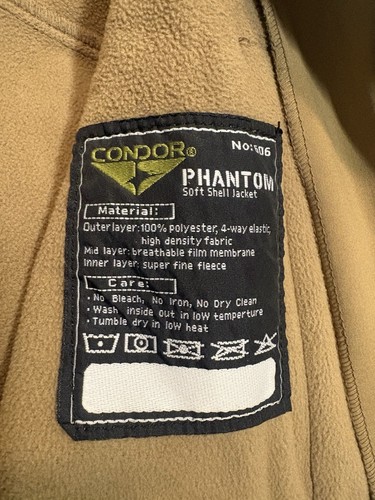 CONDOR®
No:606
PHANTOM
Soft Shell Jacket
Material:
Outer layer: 100% polyester, 4-way elastic,
high density fabric
Mid layer: breathable film membrane
Inner layer: super fine fleece
Care:
· No Bleach, No Iron, No Dry Clean
· Wash inside out in low temperture
· Tumble dry in low heat